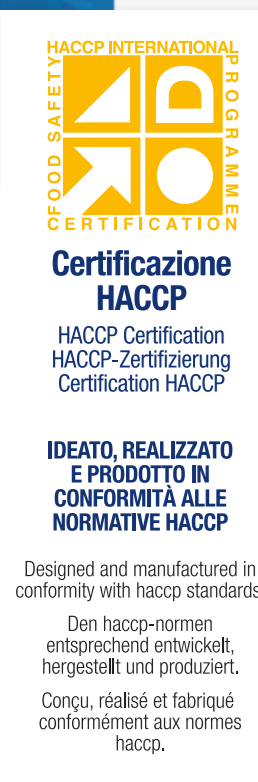 HACCP INTERNATIONAL
FOOD SAFETY
PROGRAMME
CERTIFICATION
Certificazione
HACCP
HACCP Certification
HACCP-Zertifizierung
Certification HACCP
IDEATO, REALIZZATO
E PRODOTTO IN
CONFORMITÀ ALLE
NORMATIVE HACCP
Designed and manufactured in
conformity with haccp standards
Den haccp-normen
entsprechend entwickelt,
hergestellt und produziert.
Conçu, réalisé et fabriqué
conformément aux normes
haccp.